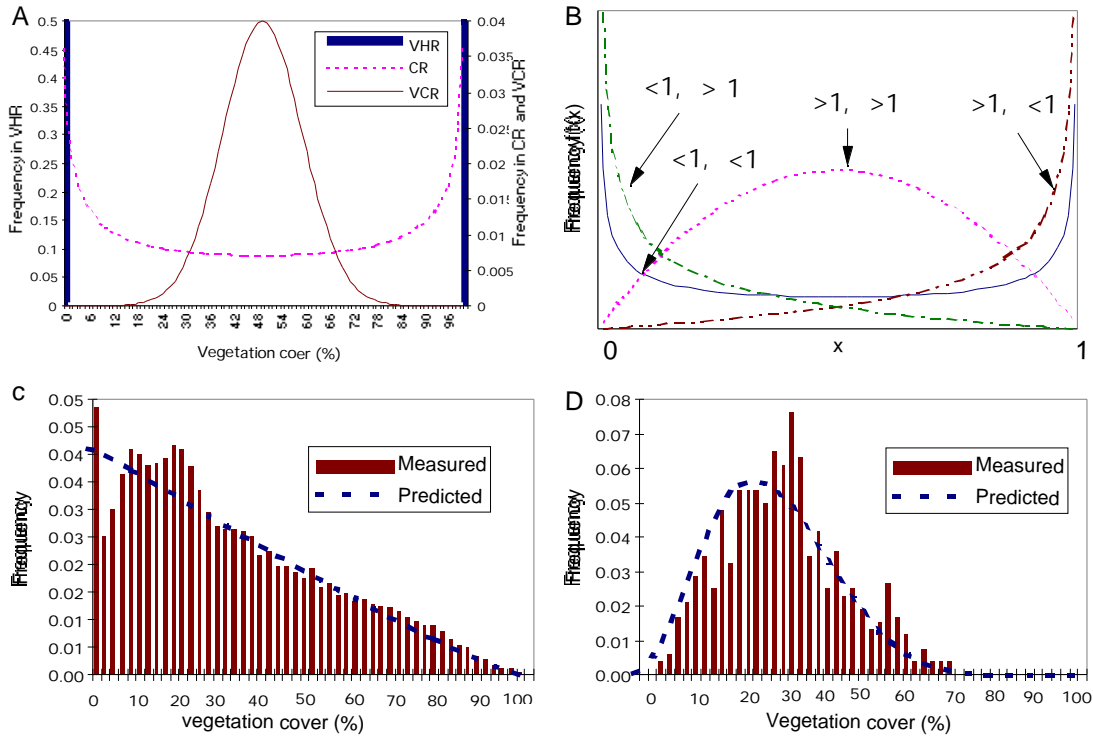 A
0.5
0.45
0.4
0.35
0.3
0.25
0.2
0.15
0.1
0.05
0
Frequency in VHR
0.04
0.035
0.03
0.025
0.02
0.015
0.01
0.005
0
Frequency in CR and VCR
VHR
CR
VCR
0 6 12 18 24 30 36 42 48 54 60 66 72 78 84 90 96
Vegetation coer (%)
B
<1, > 1
<1, <1
>1, >1
>1, <1
0 x 1
c
0.05
0.04
0.04
0.03
0.03
0.02
0.02
0.01
0.01
0.00
Frequency
Measured
Predicted
0 10 20 30 40 50 60 70 80 90 100
vegetation cover (%)
D
0.08
0.07
0.06
0.05
0.04
0.03
0.02
0.01
0.00
Frequency
Measured
Predicted
0 10 20 30 40 50 60 70 80 90 100
Vegetation cover (%)